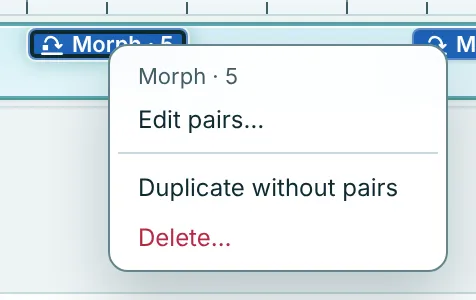 Morph · 5
M
Morph · 5
Edit pairs...
Duplicate without pairs
Delete...